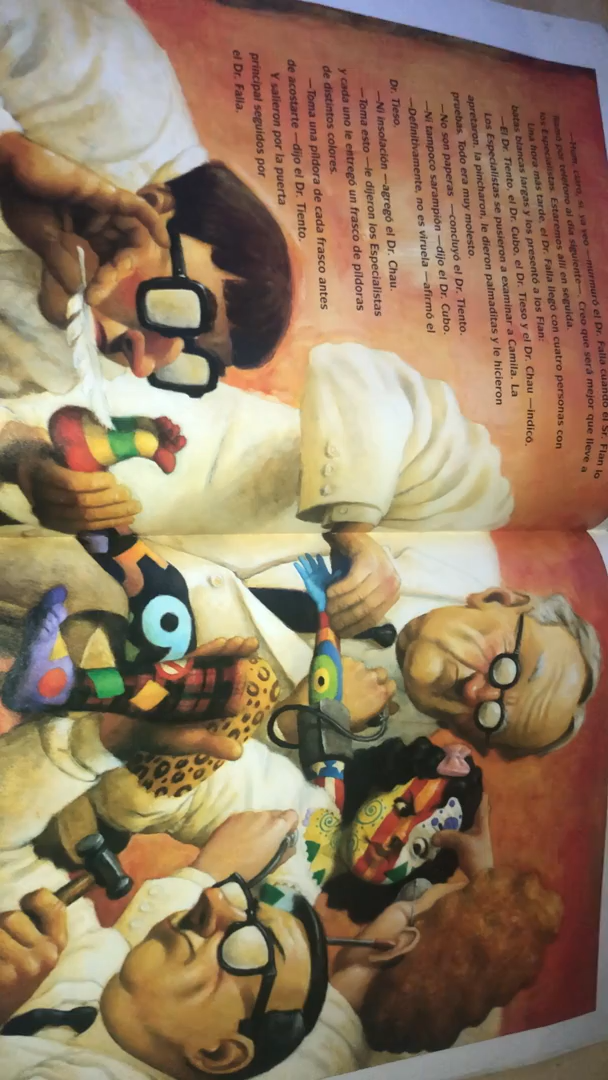 —Hum, claro, sí, ya veo —murmuró el Dr. Falla cuando el Sr. Flan lo
llamó por teléfono al día siguiente—. Creo que será mejor que lleve a
los Especialistas. Estaremos allí en seguida.
Una hora más tarde, el Dr. Falla llegó con cuatro personas con
batas blancas largas y los presentó a los Flan:
—El Dr. Tiento, el Dr. Cubo, el Dr. Tieso y el Dr. Chau —indicó.
Los Especialistas se pusieron a examinar a Camila. La
apretaron, la pincharon, le dieron palmaditas y le hicieron
pruebas. Todo era muy molesto.
—No son paperas —concluyó el Dr. Tiento.
—Ni tampoco sarampión —dijo el Dr. Cubo.
—Definitivamente, no es viruela —afirmó el
Dr. Tieso.
—Ni insolación —agregó el Dr. Chau.
—Toma esto —le dijeron los Especialistas
y cada uno le entregó un frasco de píldoras
de distintos colores.
—Toma una píldora de cada frasco antes
de acostarte —dijo el Dr. Tiento.
Y salieron por la puerta
principal seguidos por
el Dr. Falla.
9